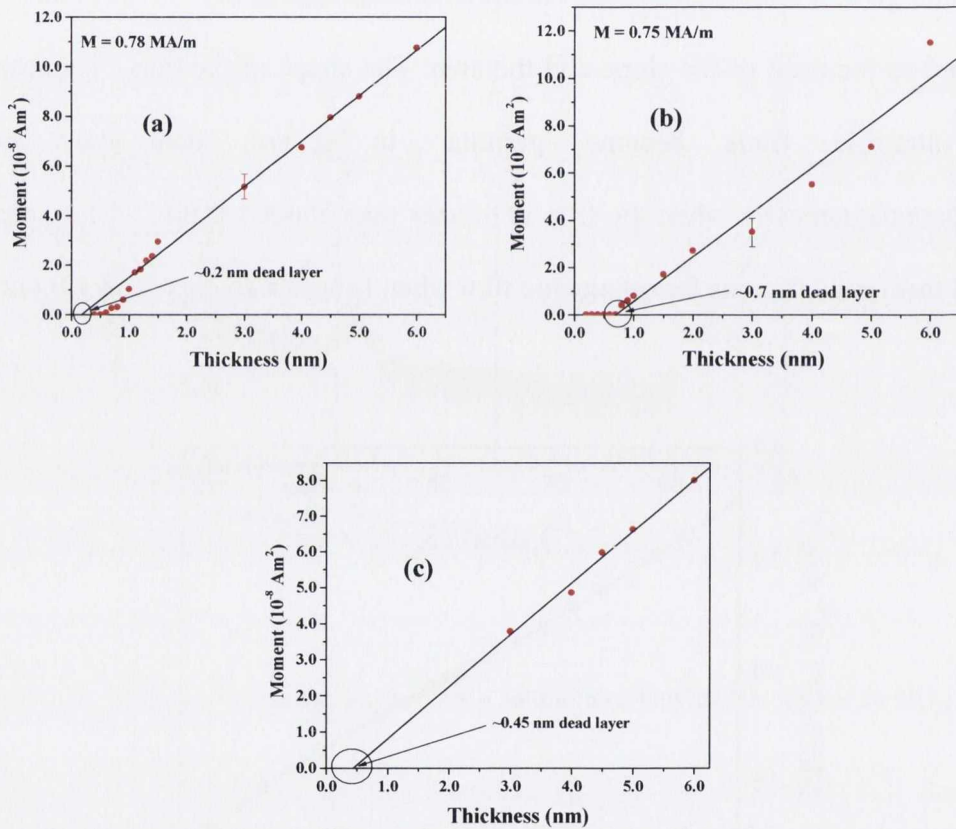 12.0
10.0
8.0
6.0
4.0
2.0
0.0
Moment (10⁻⁸ Am²)
M = 0.78 MA/m
(a)
~0.2 nm dead layer
0.0 1.0 2.0 3.0 4.0 5.0 6.0
Thickness (nm)
12.0
10.0
8.0
6.0
4.0
2.0
0.0
Moment (10⁻⁸ Am²)
M = 0.75 MA/m
(b)
~0.7 nm dead layer
0.0 1.0 2.0 3.0 4.0 5.0 6.0
Thickness (nm)
8.0
7.0
6.0
5.0
4.0
3.0
2.0
1.0
0.0
Moment (10⁻⁸ Am²)
(c)
~0.45 nm dead layer
0.0 1.0 2.0 3.0 4.0 5.0 6.0
Thickness (nm)